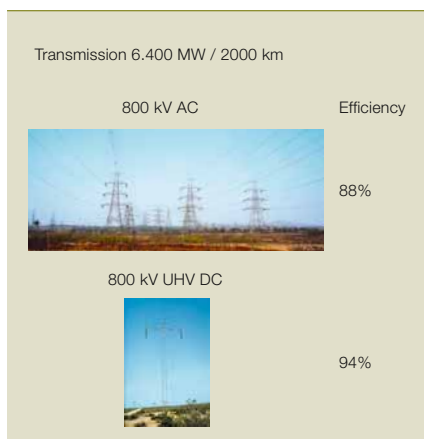 Transmission 6.400 MW / 2000 km
800 kV AC Efficiency
88%
800 kV UHV DC
94%